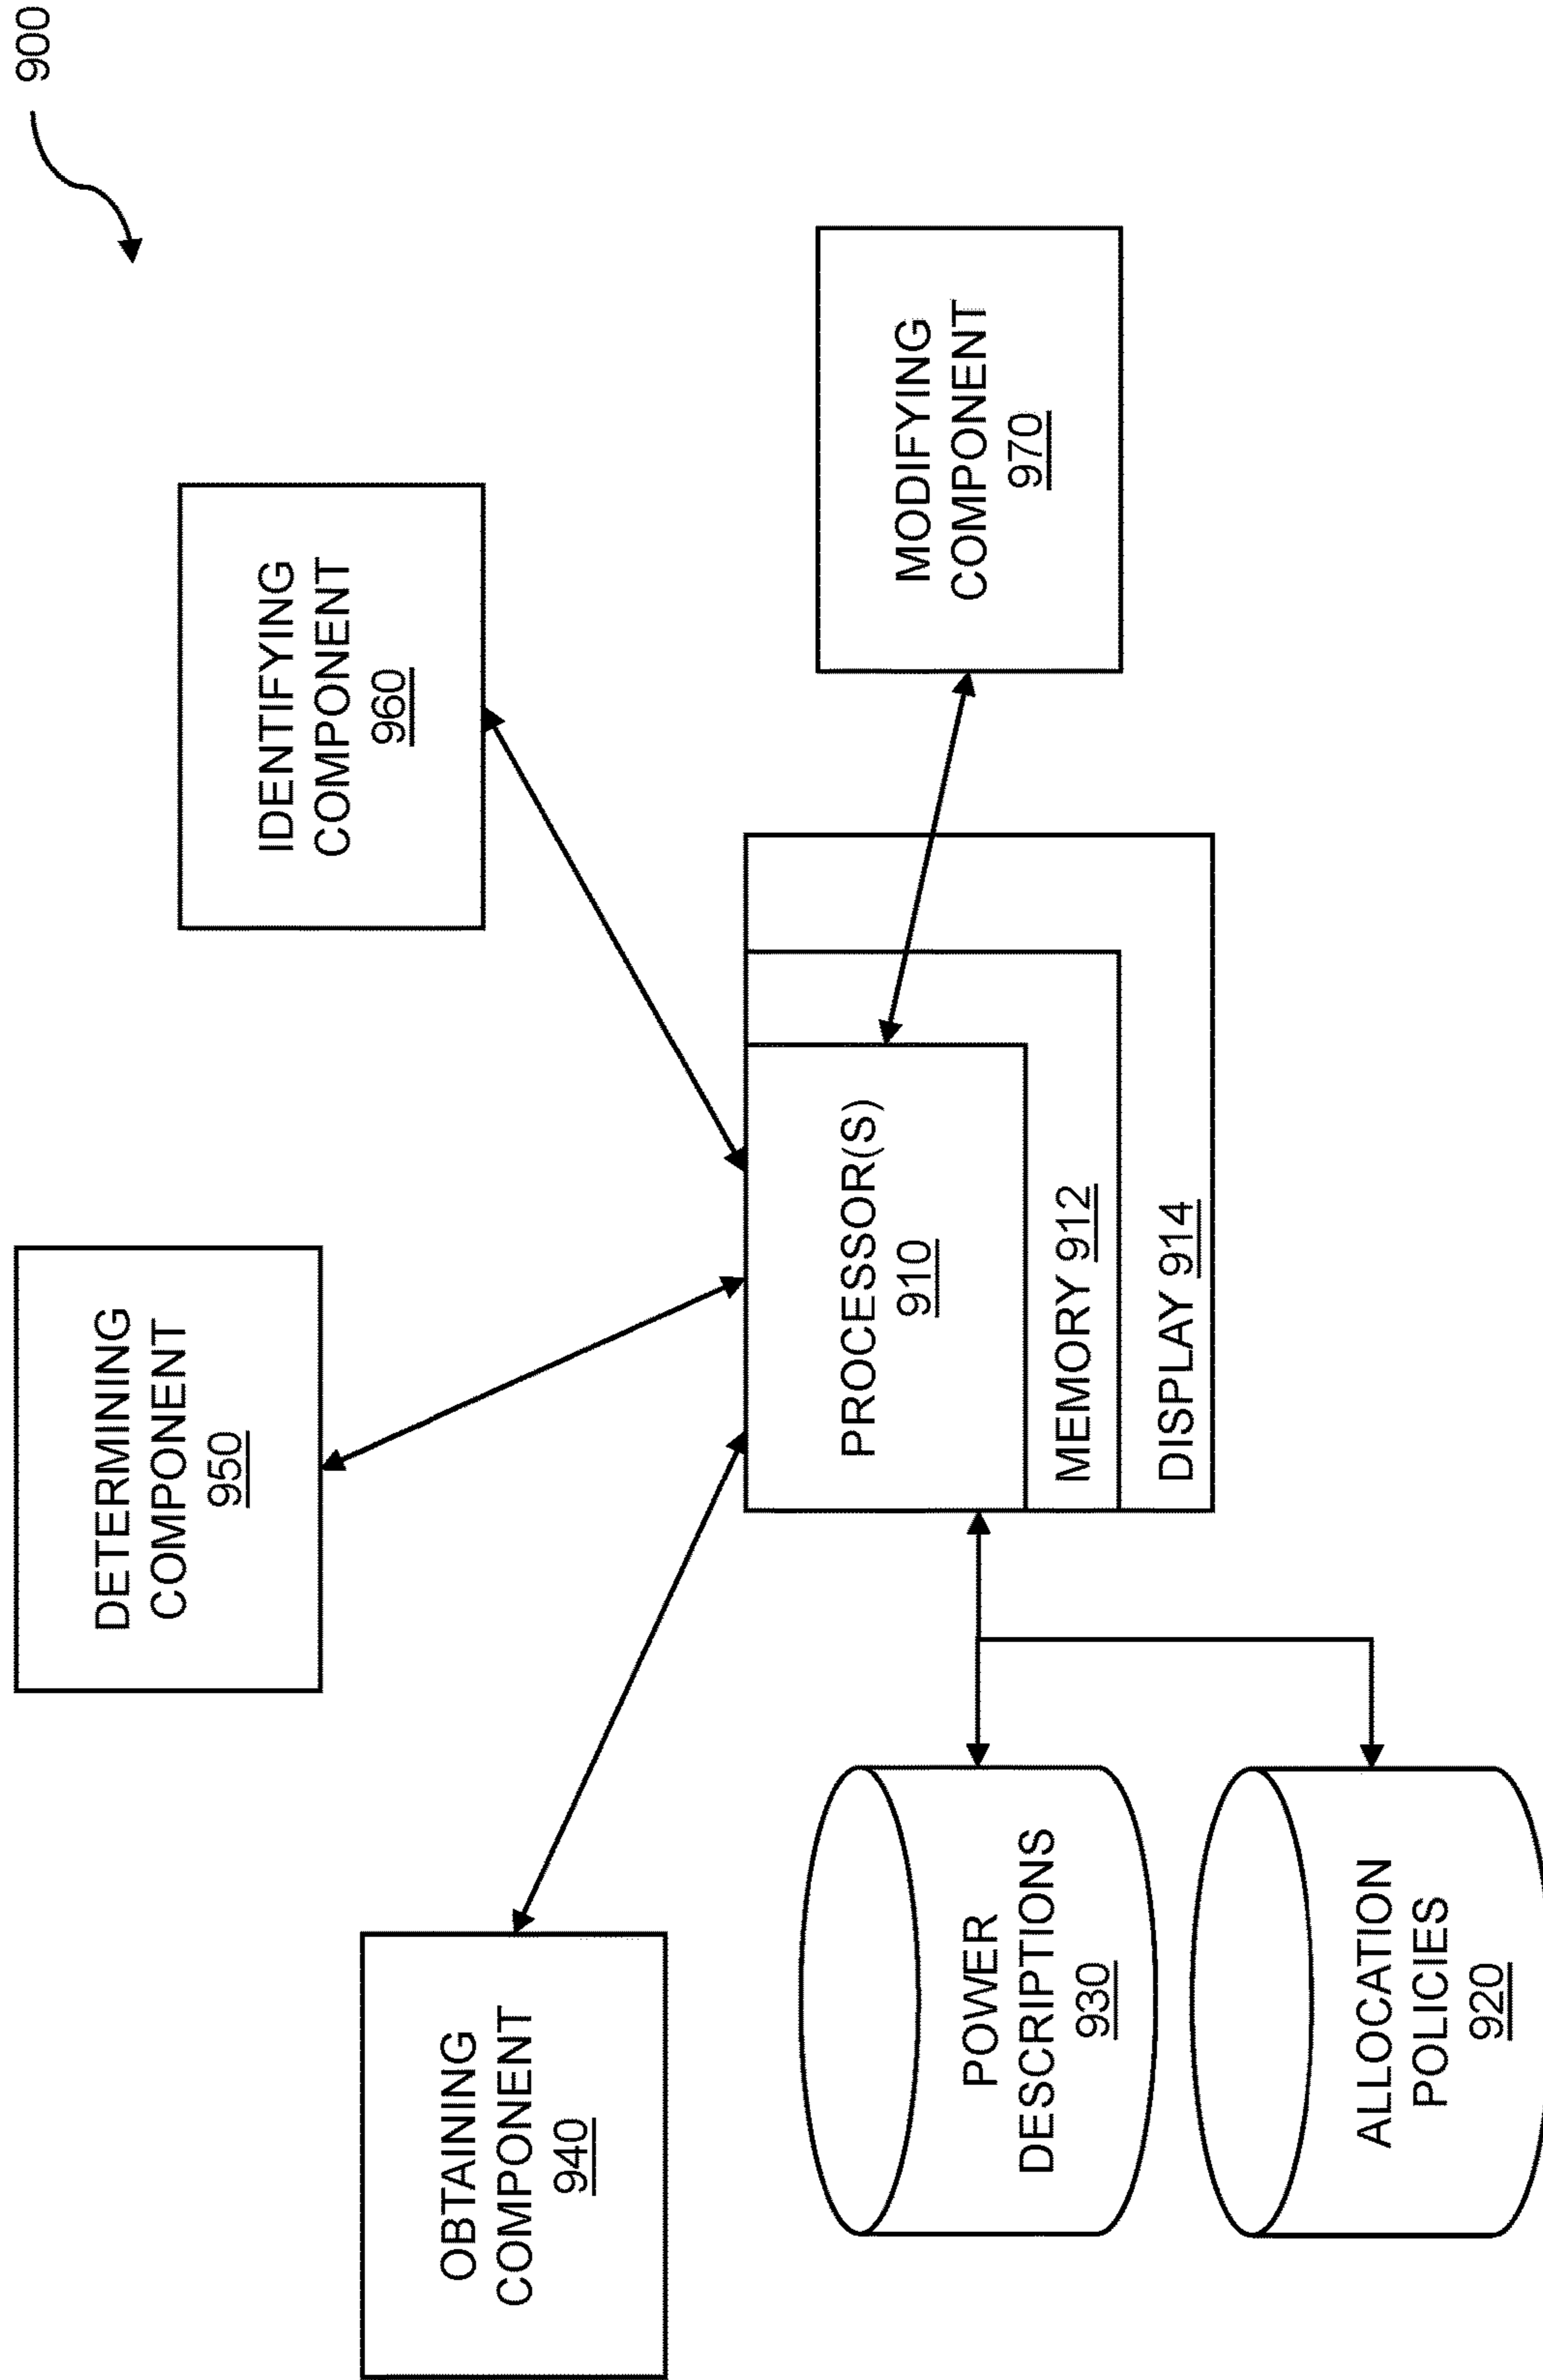 900
OBTAINING
COMPONENT
940
DETERMINING
COMPONENT
950
IDENTIFYING
COMPONENT
960
MODIFYING
COMPONENT
970
PROCESSOR(S)
910
MEMORY 912
DISPLAY 914
POWER
DESCRIPTIONS
930
ALLOCATION
POLICIES
920